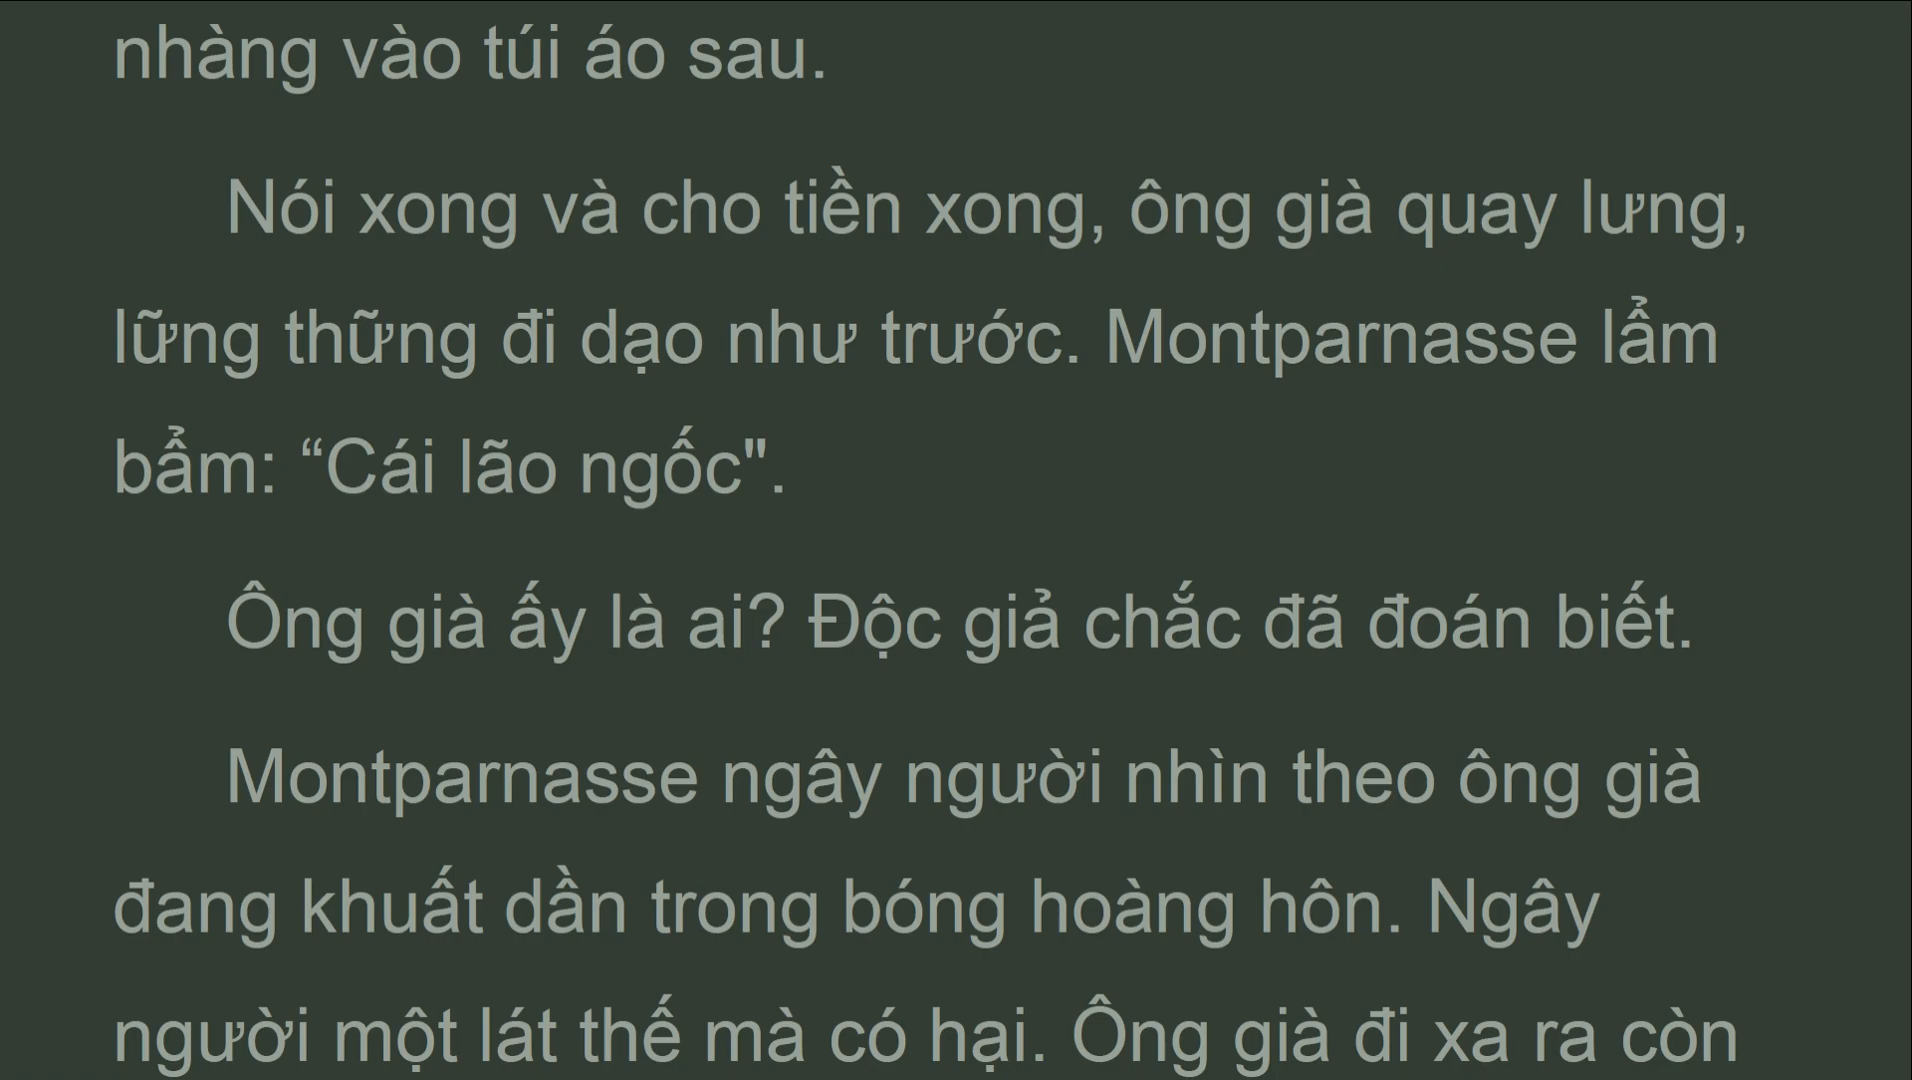 nhàng vào túi áo sau.
Nói xong và cho tiền xong, ông già quay lưng,
lững thững đi dạo như trước. Montparnasse lẩm
bẩm: “Cái lão ngốc".
Ông già ấy là ai? Độc giả chắc đã đoán biết.
Montparnasse ngây người nhìn theo ông già
đang khuất dần trong bóng hoàng hôn. Ngây
người một lát thế mà có hại. Ông già đi xa ra còn